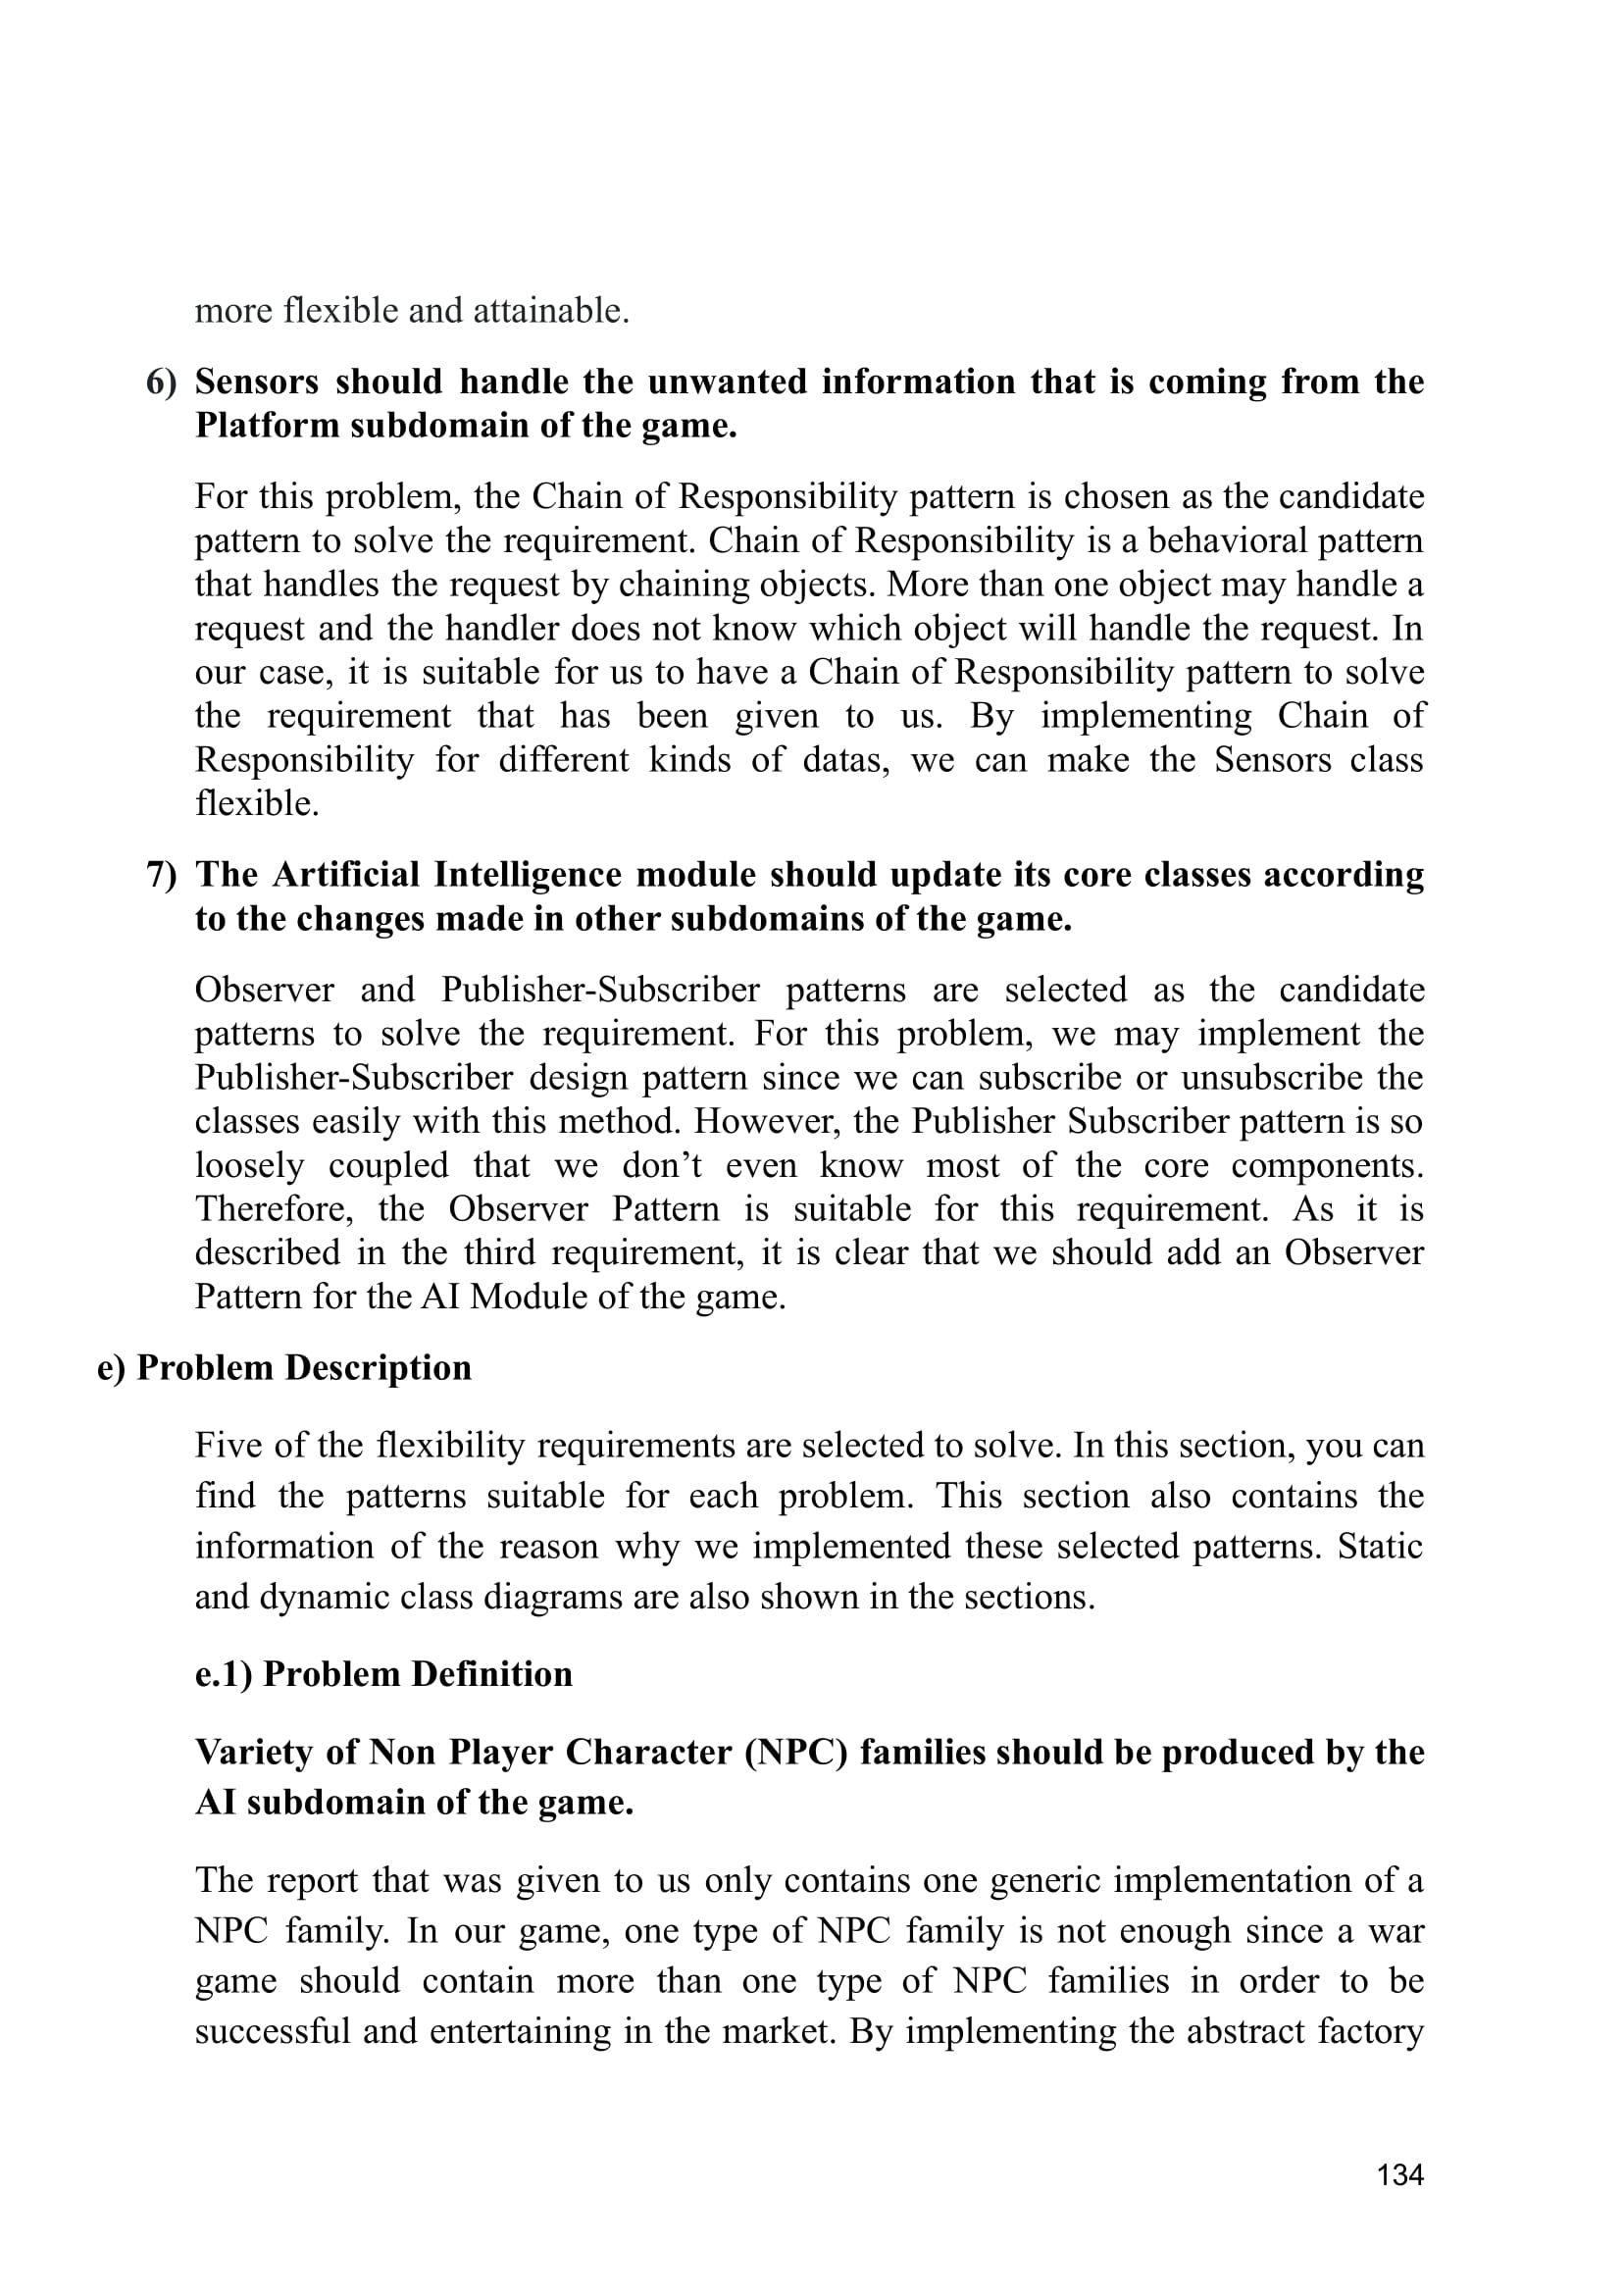 more flexible and attainable.
6) Sensors should handle the unwanted information that is coming from the
Platform subdomain of the game.
For this problem, the Chain of Responsibility pattern is chosen as the candidate
pattern to solve the requirement. Chain of Responsibility is a behavioral pattern
that handles the request by chaining objects. More than one object may handle a
request and the handler does not know which object will handle the request. In
our case, it is suitable for us to have a Chain of Responsibility pattern to solve
the requirement that has been given to us. By implementing Chain of
Responsibility for different kinds of datas, we can make the Sensors class
flexible.
7) The Artificial Intelligence module should update its core classes according
to the changes made in other subdomains of the game.
Observer and Publisher-Subscriber patterns are selected as the candidate
patterns to solve the requirement. For this problem, we may implement the
Publisher-Subscriber design pattern since we can subscribe or unsubscribe the
classes easily with this method. However, the Publisher Subscriber pattern is so
loosely coupled that we don’t even know most of the core components.
Therefore, the Observer Pattern is suitable for this requirement. As it is
described in the third requirement, it is clear that we should add an Observer
Pattern for the AI Module of the game.
e) Problem Description
Five of the flexibility requirements are selected to solve. In this section, you can
find the patterns suitable for each problem. This section also contains the
information of the reason why we implemented these selected patterns. Static
and dynamic class diagrams are also shown in the sections.
e.1) Problem Definition
Variety of Non Player Character (NPC) families should be produced by the
AI subdomain of the game.
The report that was given to us only contains one generic implementation of a
NPC family. In our game, one type of NPC family is not enough since a war
game should contain more than one type of NPC families in order to be
successful and entertaining in the market. By implementing the abstract factory
134